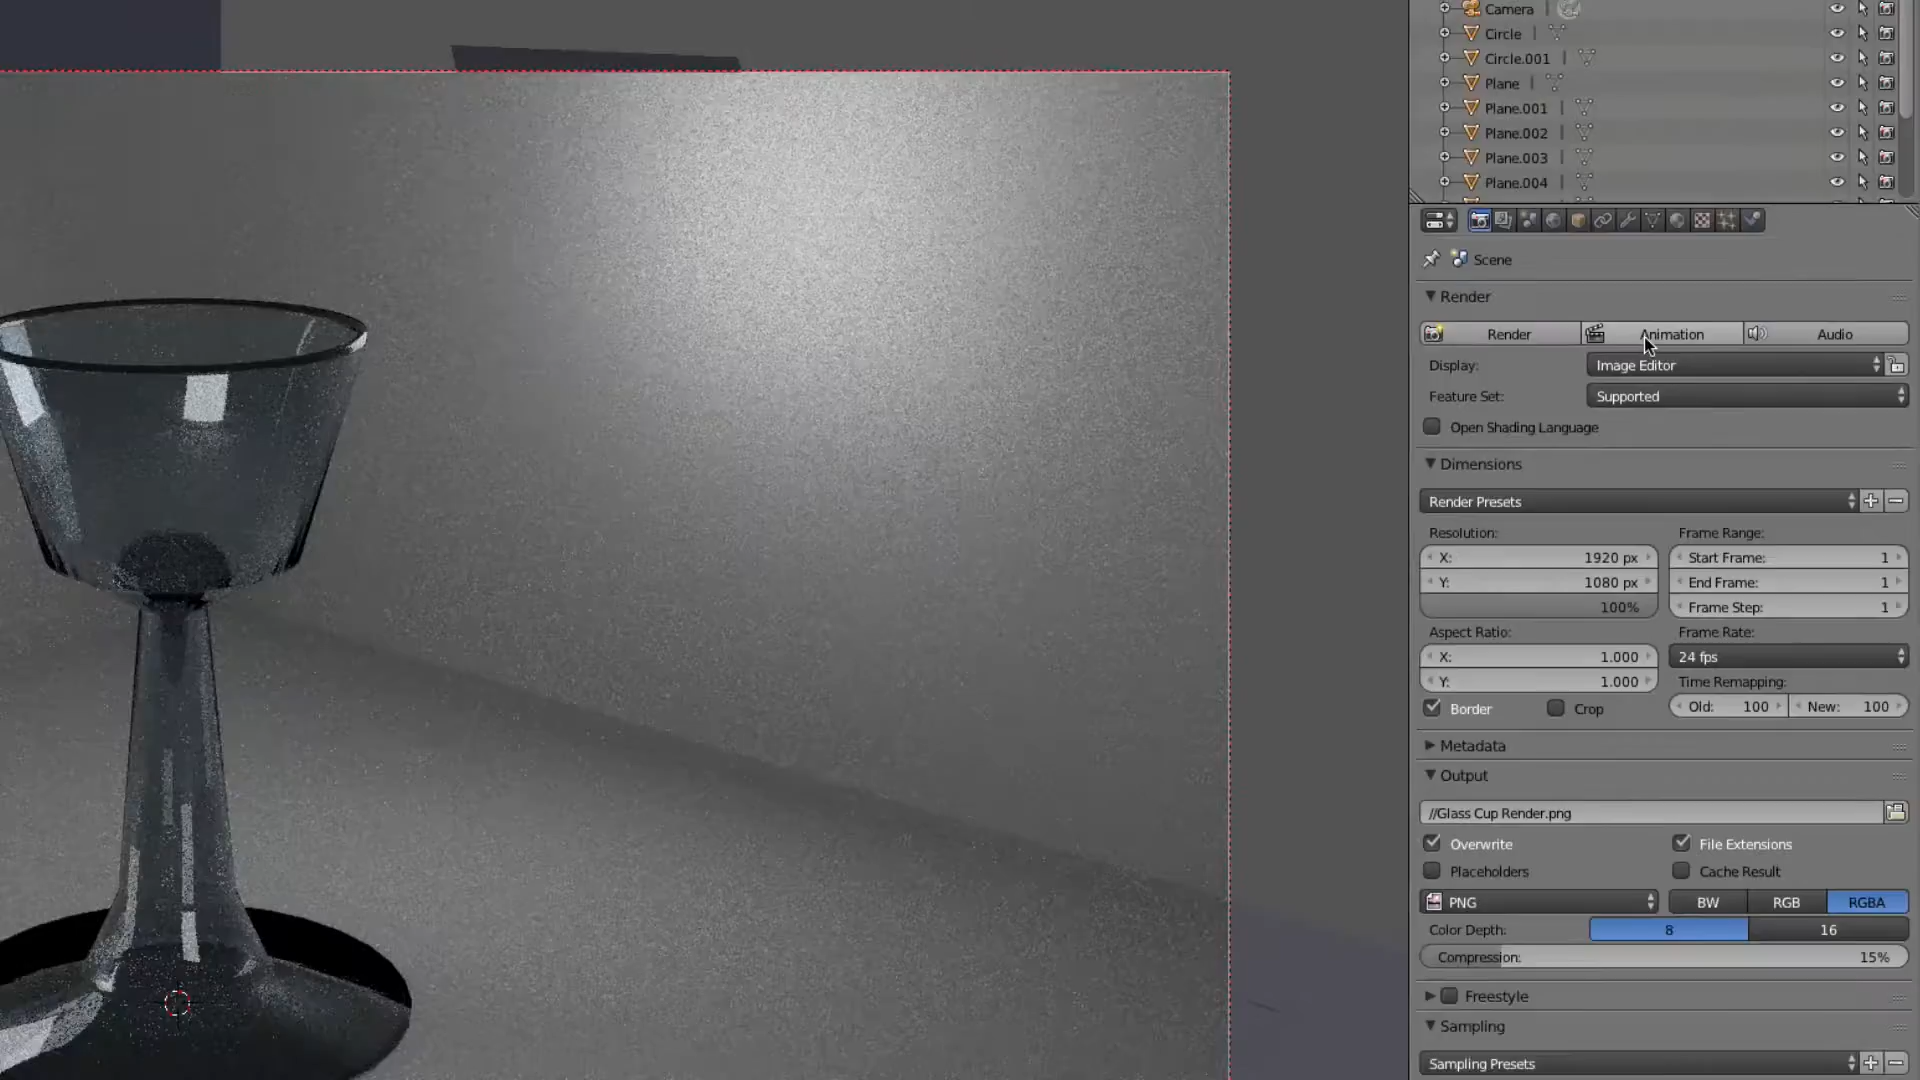 Camera
Circle
Circle.001
Plane
Plane.001
Plane.002
Plane.003
Plane.004
Scene
Render
Render Animation Audio
Display: Image Editor
Feature Set: Supported
Open Shading Language
Dimensions
Render Presets
Resolution: Frame Range:
X: 1920 px Start Frame: 1
Y: 1080 px End Frame: 1
100% Frame Step: 1
Aspect Ratio: Frame Rate:
X: 1.000 24 fps
Y: 1.000 Time Remapping:
Border Crop Old: 100 New: 100
Metadata
Output
//Glass Cup Render.png
Overwrite File Extensions
Placeholders Cache Result
PNG BW RGB RGBA
Color Depth: 8 16
Compression: 15%
Freestyle
Sampling
Sampling Presets